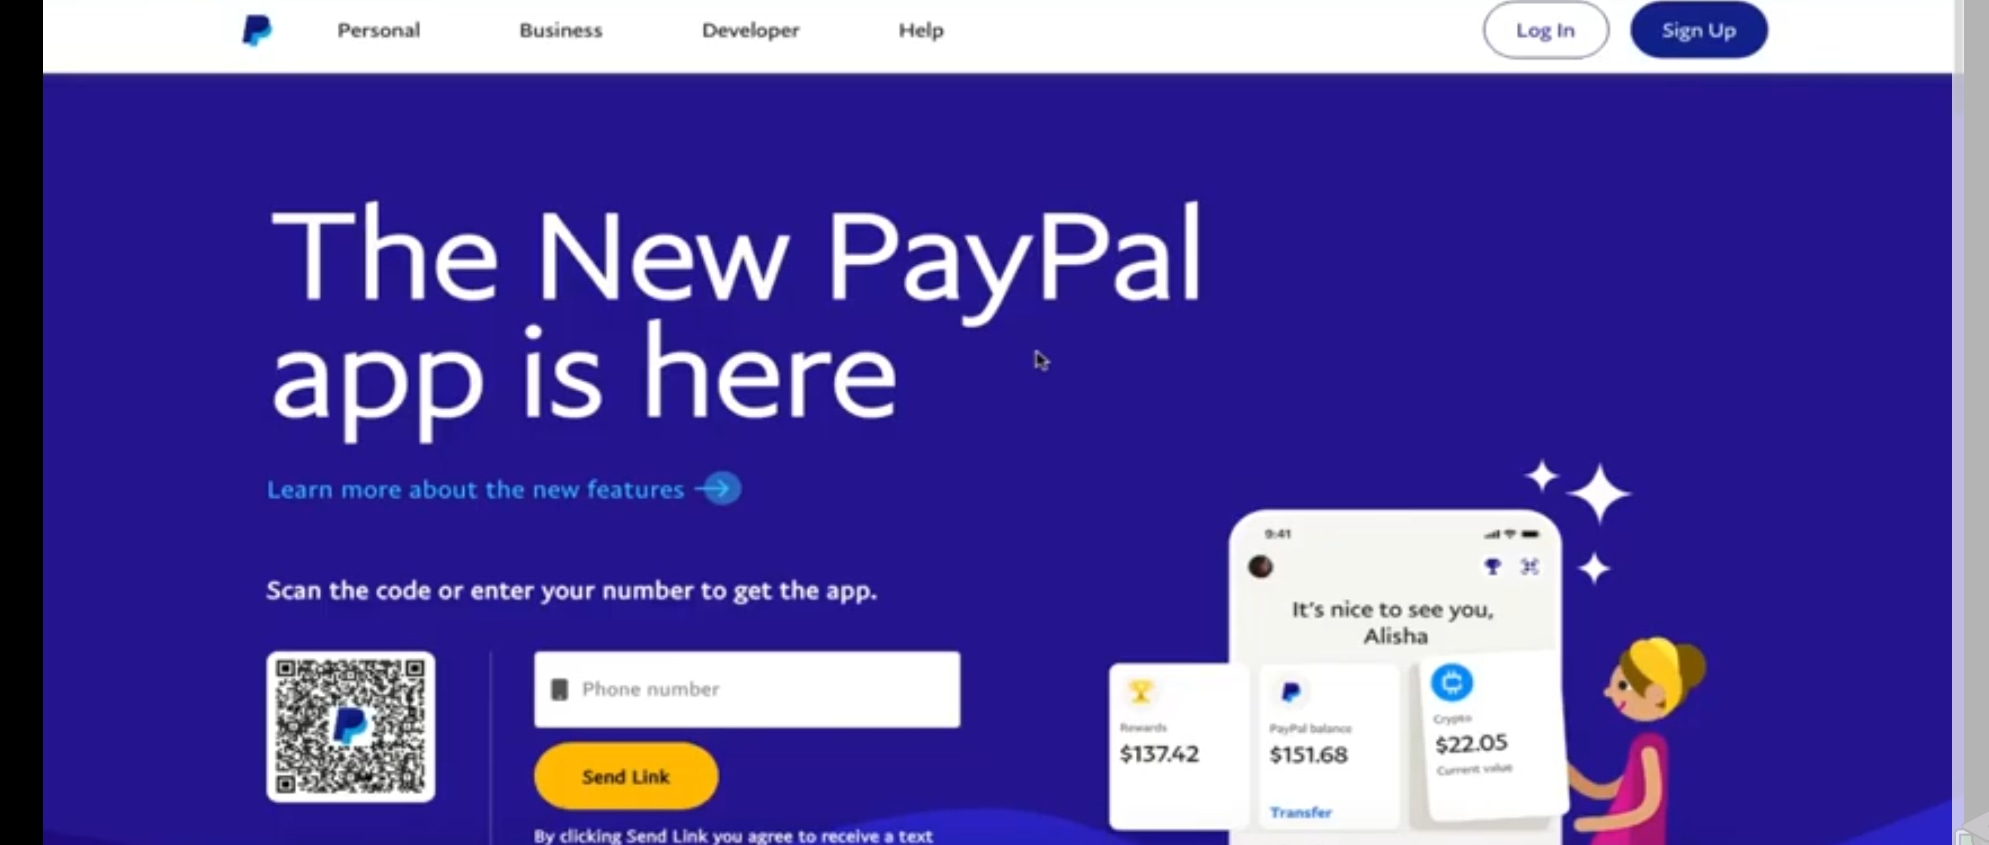 Personal
Business
Developer
Help
Log In
Sign Up
The New PayPal
app is here
Learn more about the new features
Scan the code or enter your number to get the app.
Phone number
Send Link
By clicking Send Link you agree to receive a text
9:41
It's nice to see you,
Alisha
Rewards
$137.42
PayPal balance
$151.68
Transfer
Crypto
$22.05
Current value